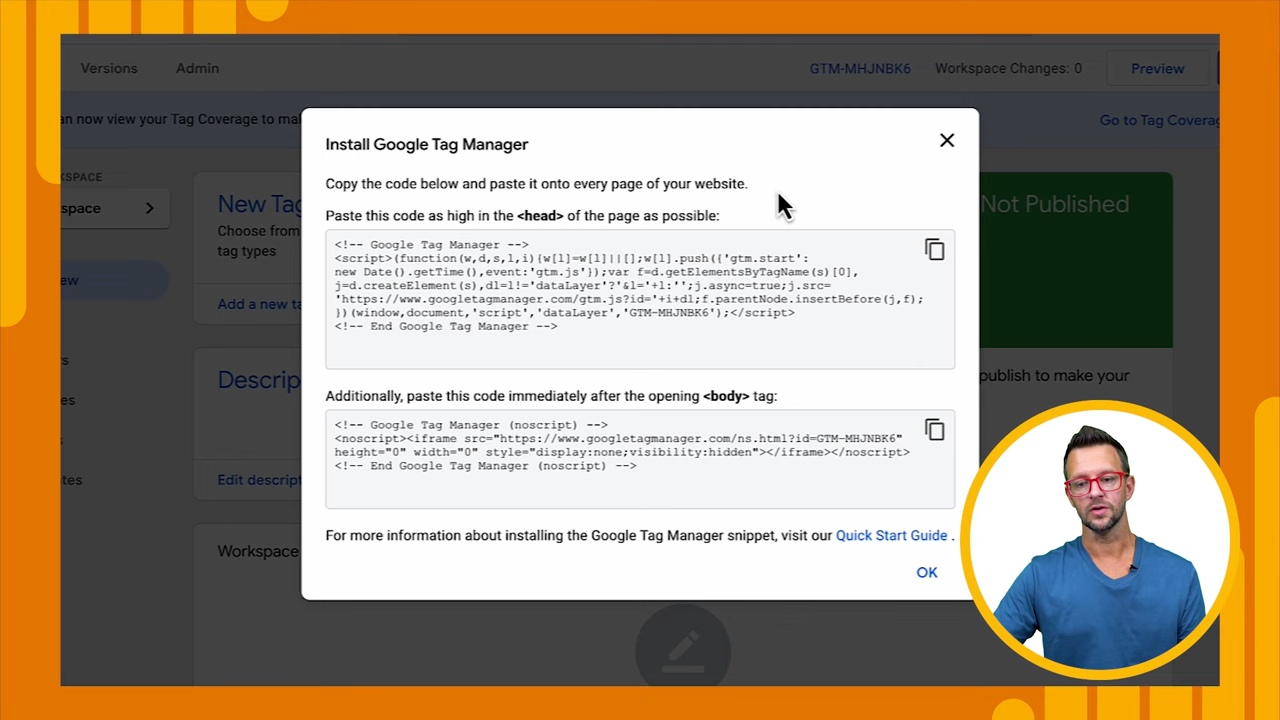 Versions
Admin
GTM-MHJNBK6
Workspace Changes: 0
Preview
an now view your Tag Coverage to
Go to Tag Coverag
SPACE
space
New Tag
Choose from
tag types
Add a new ta
Not Published
Install Google Tag Manager
Copy the code below and paste it onto every page of your website.
Paste this code as high in the <head> of the page as possible:
<!-- Google Tag Manager -->
<script>(function(w,d,s,l,i){w[l]=w[l]||[];w[l].push({'gtm.start':
new Date().getTime(),event:'gtm.js'});var f=d.getElementsByTagName(s)[0],
j=d.createElement(s),dl=l!='dataLayer'?'&l='+l:'';j.async=true;j.src=
'https://www.googletagmanager.com/gtm.js?id='+i+dl;f.parentNode.insertBefore(j,f);
})(window,document,'script','dataLayer','GTM-MHJNBK6');</script>
<!-- End Google Tag Manager -->
Additionally, paste this code immediately after the opening <body> tag:
<!-- Google Tag Manager (noscript) -->
<noscript><iframe src="https://www.googletagmanager.com/ns.html?id=GTM-MHJNBK6"
height="0" width="0" style="display:none;visibility:hidden"></iframe></noscript>
<!-- End Google Tag Manager (noscript) -->
For more information about installing the Google Tag Manager snippet, visit our Quick Start Guide .
OK
Descrip
Edit descript
publish to make your
Workspace